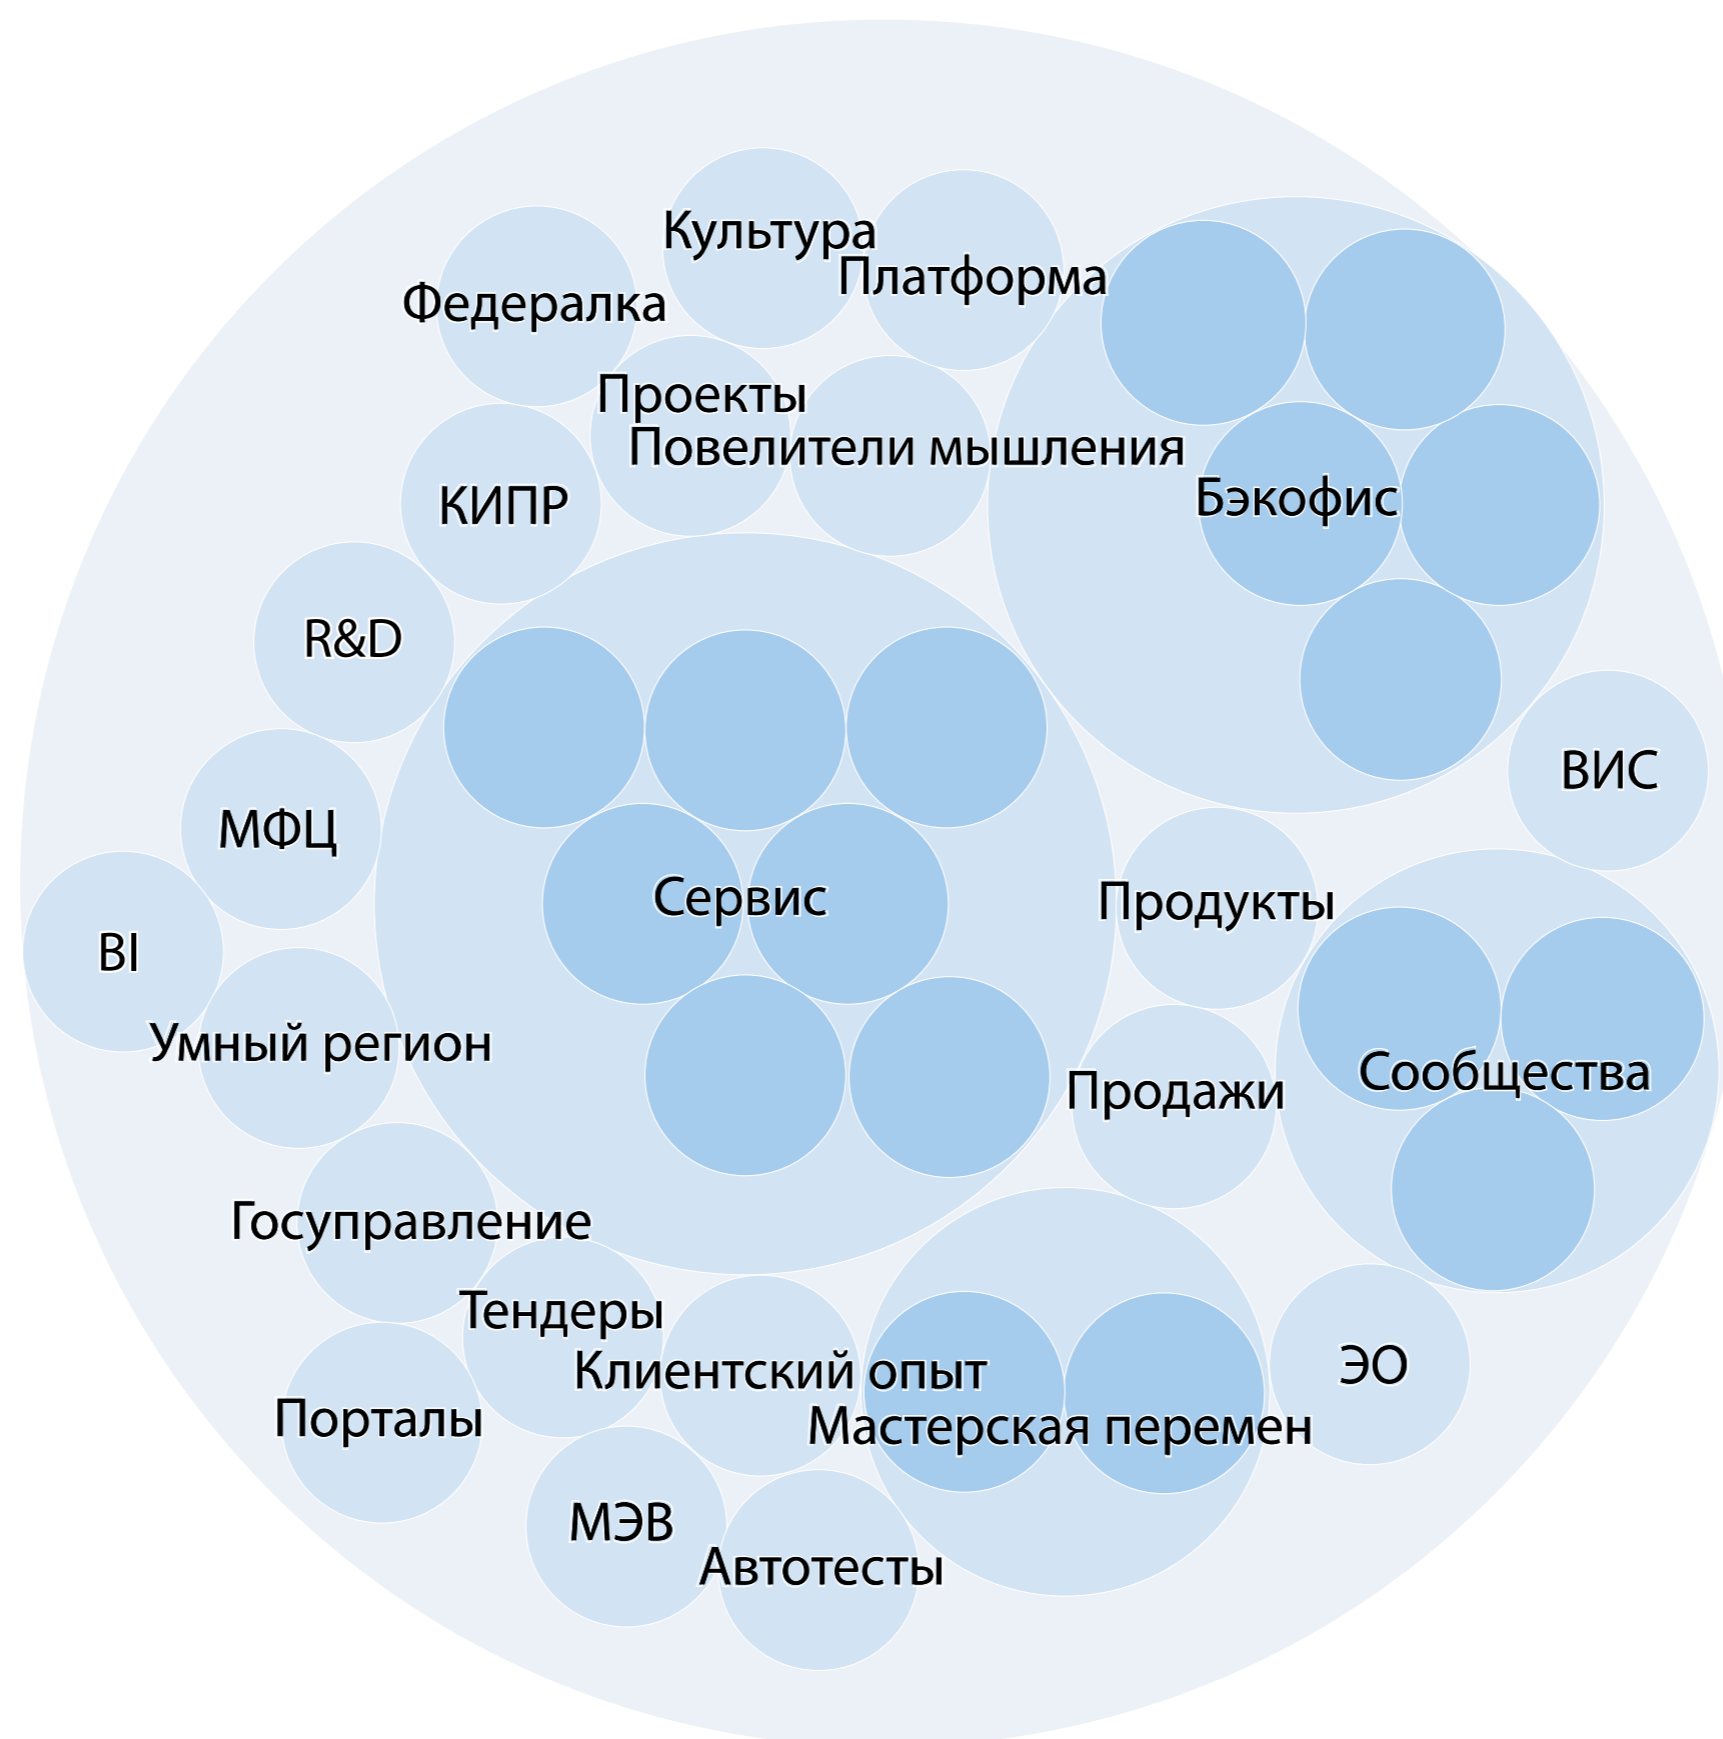 Культура
Платформа
Федералка
Проекты
Повелители мышления
Бэкофис
КИПР
R&D
ВИС
МФЦ
Сервис
Продукты
BI
Умный регион
Сообщества
Продажи
Госуправление
Тендеры
Клиентский опыт
ЭО
Порталы
Мастерская перемен
МЭВ
Автотесты